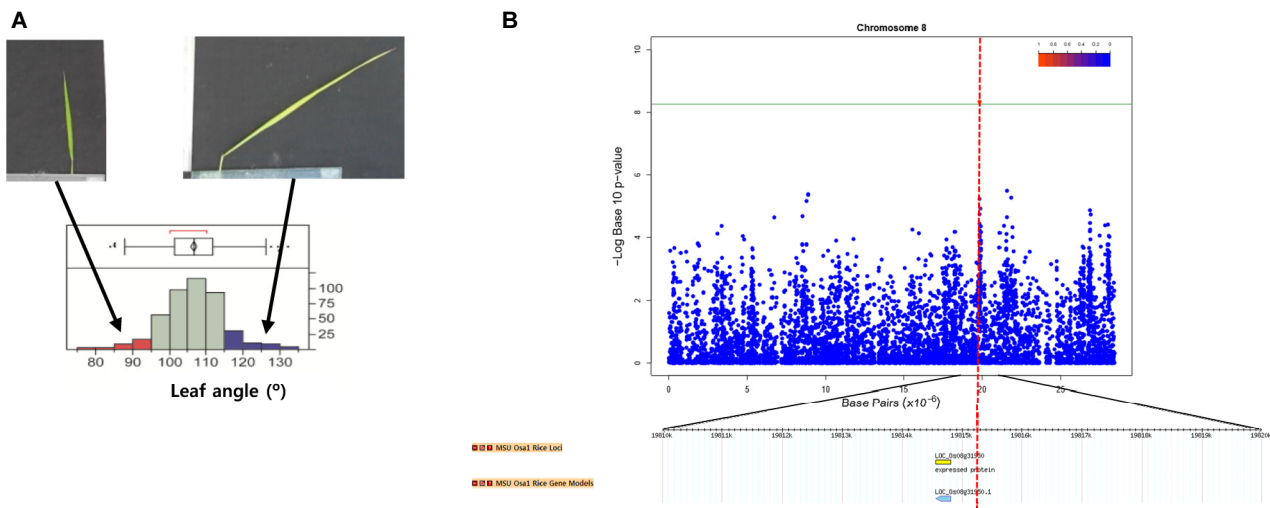 A
B
100
75
50
25
80 90 100 110 120 130
Leaf angle (º)
Chromosome 8
1 0.8 0.6 0.4 0.2 0
10
8
6
4
2
0
−Log Base 10 p-value
0 5 10 15 20 25
Base Pairs (x10⁻⁶)
19810k 19811k 19812k 19813k 19814k 19815k 19816k 19817k 19818k 19819k 19820k
MSU Osa1 Rice Loci
LOC_Os08g31950
expressed protein
MSU Osa1 Rice Gene Models
LOC_Os08g31950.1